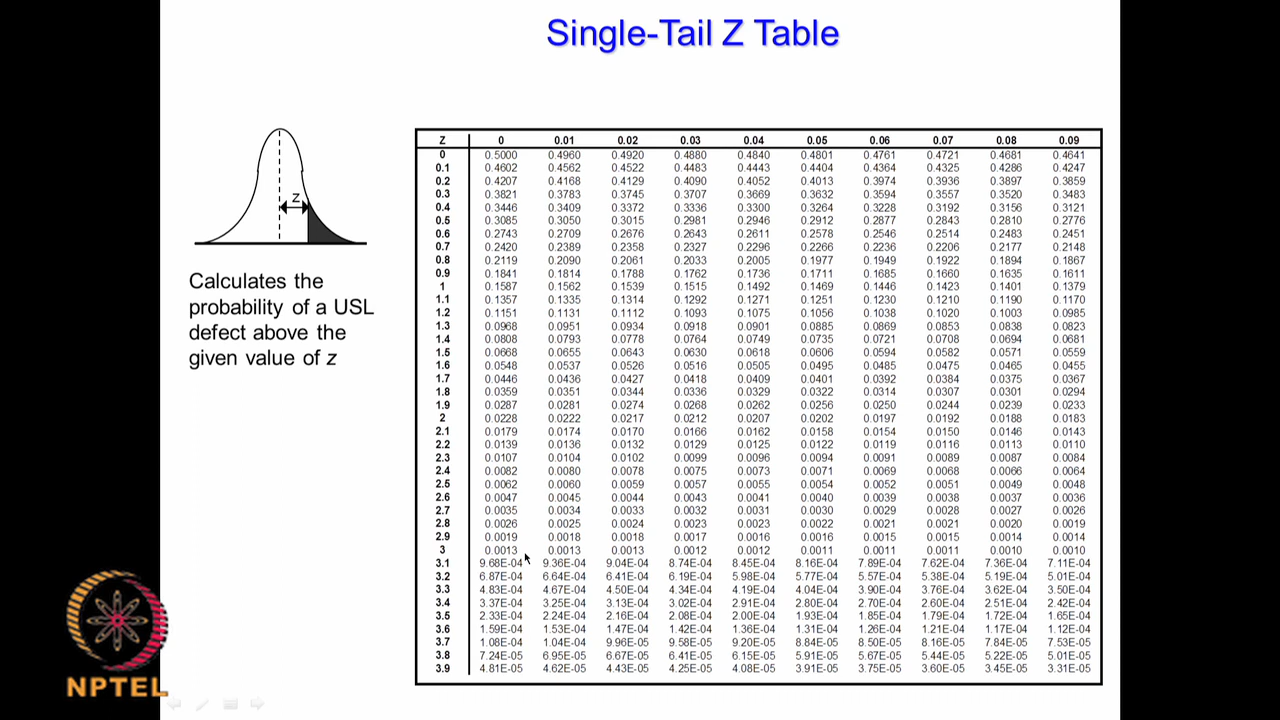 Single-Tail Z Table
z
Calculates the
probability of a USL
defect above the
given value of z
Z 0 0.01 0.02 0.03 0.04 0.05 0.06 0.07 0.08 0.09
0 0.5000 0.4960 0.4920 0.4880 0.4840 0.4801 0.4761 0.4721 0.4681 0.4641
0.1 0.4602 0.4562 0.4522 0.4483 0.4443 0.4404 0.4364 0.4325 0.4286 0.4247
0.2 0.4207 0.4168 0.4129 0.4090 0.4052 0.4013 0.3974 0.3936 0.3897 0.3859
0.3 0.3821 0.3783 0.3745 0.3707 0.3669 0.3632 0.3594 0.3557 0.3520 0.3483
0.4 0.3446 0.3409 0.3372 0.3336 0.3300 0.3264 0.3228 0.3192 0.3156 0.3121
0.5 0.3085 0.3050 0.3015 0.2981 0.2946 0.2912 0.2877 0.2843 0.2810 0.2776
0.6 0.2743 0.2709 0.2676 0.2643 0.2611 0.2578 0.2546 0.2514 0.2483 0.2451
0.7 0.2420 0.2389 0.2358 0.2327 0.2296 0.2266 0.2236 0.2206 0.2177 0.2148
0.8 0.2119 0.2090 0.2061 0.2033 0.2005 0.1977 0.1949 0.1922 0.1894 0.1867
0.9 0.1841 0.1814 0.1788 0.1762 0.1736 0.1711 0.1685 0.1660 0.1635 0.1611
1 0.1587 0.1562 0.1539 0.1515 0.1492 0.1469 0.1446 0.1423 0.1401 0.1379
1.1 0.1357 0.1335 0.1314 0.1292 0.1271 0.1251 0.1230 0.1210 0.1190 0.1170
1.2 0.1151 0.1131 0.1112 0.1093 0.1075 0.1056 0.1038 0.1020 0.1003 0.0985
1.3 0.0968 0.0951 0.0934 0.0918 0.0901 0.0885 0.0869 0.0853 0.0838 0.0823
1.4 0.0808 0.0793 0.0778 0.0764 0.0749 0.0735 0.0721 0.0708 0.0694 0.0681
1.5 0.0668 0.0655 0.0643 0.0630 0.0618 0.0606 0.0594 0.0582 0.0571 0.0559
1.6 0.0548 0.0537 0.0526 0.0516 0.0505 0.0495 0.0485 0.0475 0.0465 0.0455
1.7 0.0446 0.0436 0.0427 0.0418 0.0409 0.0401 0.0392 0.0384 0.0375 0.0367
1.8 0.0359 0.0351 0.0344 0.0336 0.0329 0.0322 0.0314 0.0307 0.0301 0.0294
1.9 0.0287 0.0281 0.0274 0.0268 0.0262 0.0256 0.0250 0.0244 0.0239 0.0233
2 0.0228 0.0222 0.0217 0.0212 0.0207 0.0202 0.0197 0.0192 0.0188 0.0183
2.1 0.0179 0.0174 0.0170 0.0166 0.0162 0.0158 0.0154 0.0150 0.0146 0.0143
2.2 0.0139 0.0136 0.0132 0.0129 0.0125 0.0122 0.0119 0.0116 0.0113 0.0110
2.3 0.0107 0.0104 0.0102 0.0099 0.0096 0.0094 0.0091 0.0089 0.0087 0.0084
2.4 0.0082 0.0080 0.0078 0.0075 0.0073 0.0071 0.0069 0.0068 0.0066 0.0064
2.5 0.0062 0.0060 0.0059 0.0057 0.0055 0.0054 0.0052 0.0051 0.0049 0.0048
2.6 0.0047 0.0045 0.0044 0.0043 0.0041 0.0040 0.0039 0.0038 0.0037 0.0036
2.7 0.0035 0.0034 0.0033 0.0032 0.0031 0.0030 0.0029 0.0028 0.0027 0.0026
2.8 0.0026 0.0025 0.0024 0.0023 0.0023 0.0022 0.0021 0.0021 0.0020 0.0019
2.9 0.0019 0.0018 0.0018 0.0017 0.0016 0.0016 0.0015 0.0015 0.0014 0.0014
3 0.0013 0.0013 0.0013 0.0012 0.0012 0.0011 0.0011 0.0011 0.0010 0.0010
3.1 9.68E-04 9.36E-04 9.04E-04 8.74E-04 8.45E-04 8.16E-04 7.89E-04 7.62E-04 7.36E-04 7.11E-04
3.2 6.87E-04 6.64E-04 6.41E-04 6.19E-04 5.98E-04 5.77E-04 5.57E-04 5.38E-04 5.19E-04 5.01E-04
3.3 4.83E-04 4.67E-04 4.50E-04 4.34E-04 4.19E-04 4.04E-04 3.90E-04 3.76E-04 3.62E-04 3.50E-04
3.4 3.37E-04 3.25E-04 3.13E-04 3.02E-04 2.91E-04 2.80E-04 2.70E-04 2.60E-04 2.51E-04 2.42E-04
3.5 2.33E-04 2.24E-04 2.16E-04 2.08E-04 2.00E-04 1.93E-04 1.85E-04 1.79E-04 1.72E-04 1.65E-04
3.6 1.59E-04 1.53E-04 1.47E-04 1.42E-04 1.36E-04 1.31E-04 1.26E-04 1.21E-04 1.17E-04 1.12E-04
3.7 1.08E-04 1.04E-04 9.96E-05 9.58E-05 9.20E-05 8.84E-05 8.50E-05 8.16E-05 7.84E-05 7.53E-05
3.8 7.24E-05 6.95E-05 6.67E-05 6.41E-05 6.15E-05 5.91E-05 5.67E-05 5.44E-05 5.22E-05 5.01E-05
3.9 4.81E-05 4.62E-05 4.43E-05 4.25E-05 4.08E-05 3.91E-05 3.75E-05 3.60E-05 3.45E-05 3.31E-05
NPTEL